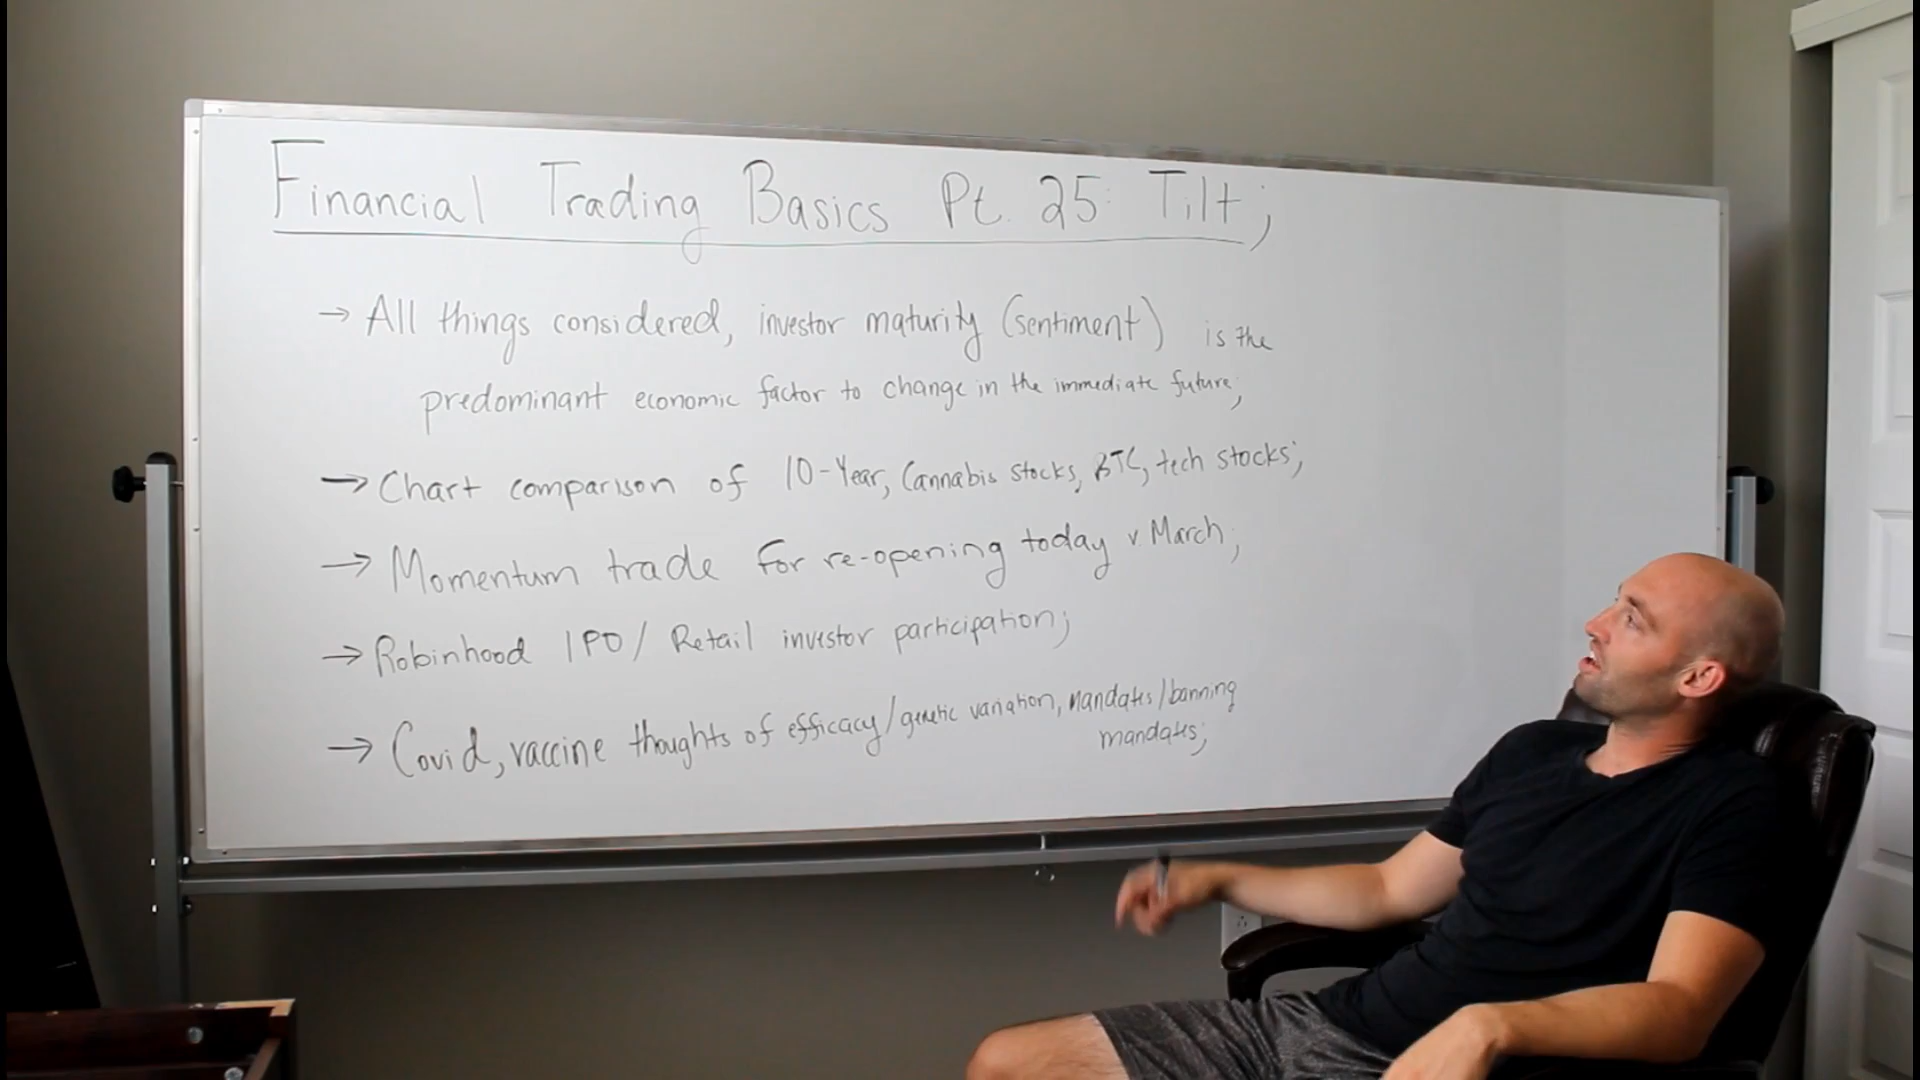 Financial Trading Basics Pt. 25: Tilt;
→ All things considered, investor maturity (sentiment) is the
predominant economic factor to change in the immediate future;
→ Chart comparison of 10-Year, Cannabis stocks, BTC, tech stocks;
→ Momentum trade for re-opening today v. March;
→ Robinhood IPO/ Retail investor participation;
→ Covid, vaccine thoughts of efficacy/genetic variation, mandates/banning
mandates;